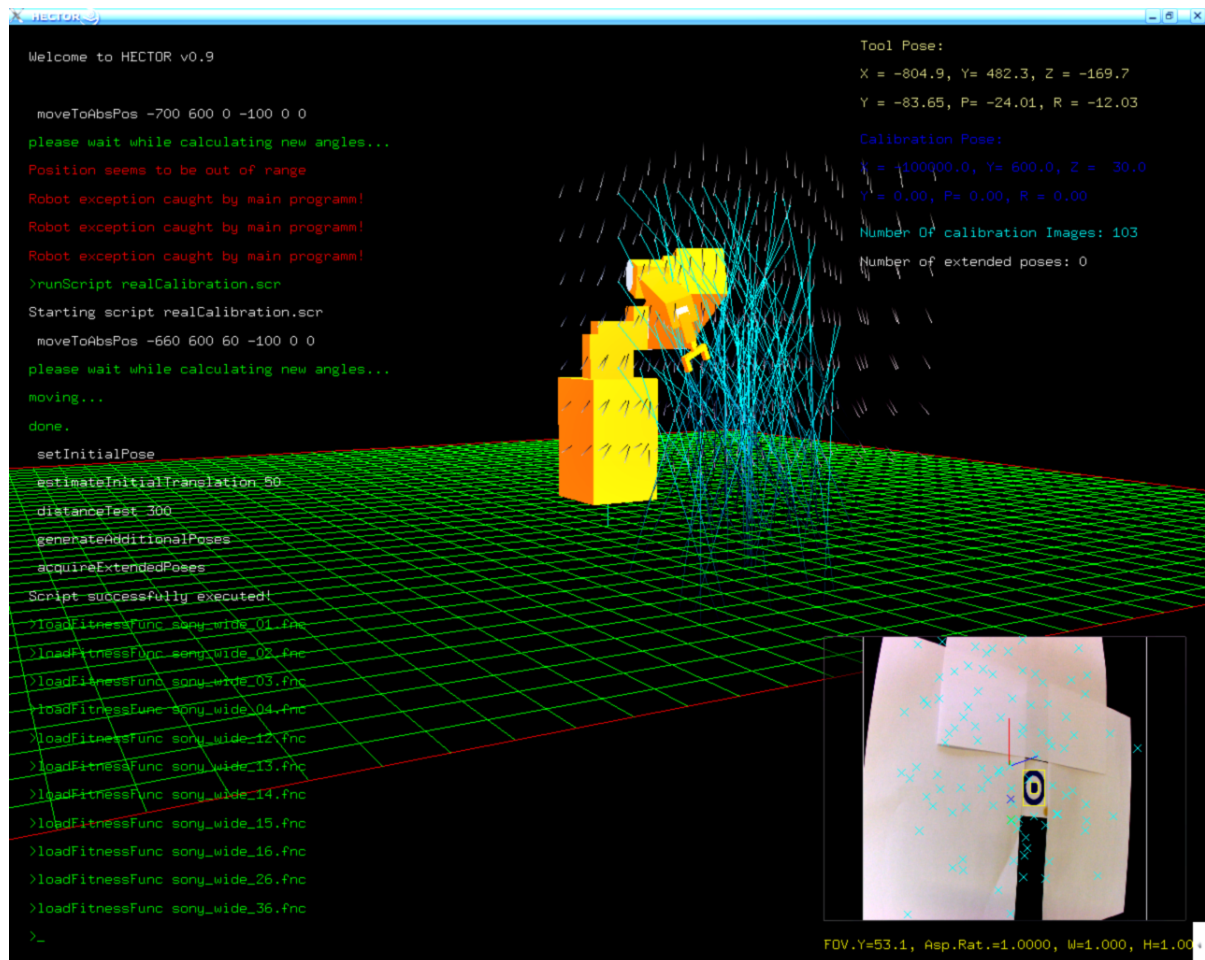 HECTOR
Welcome to HECTOR v0.9
moveToAbsPos -700 600 0 -100 0 0
please wait while calculating new angles...
Position seems to be out of range
Robot exception caught by main programm!
Robot exception caught by main programm!
Robot exception caught by main programm!
>runScript realCalibration.scr
Starting script realCalibration.scr
moveToAbsPos -660 600 60 -100 0 0
please wait while calculating new angles...
moving...
done.
setInitialPose
estimateInitialTranslation 50
distanceTest 300
generateAdditionalPoses
acquireExtendedPoses
Script successfully executed!
>loadFitnessFunc sony_wide_01.fnc
>loadFitnessFunc sony_wide_02.fnc
>loadFitnessFunc sony_wide_03.fnc
>loadFitnessFunc sony_wide_04.fnc
>loadFitnessFunc sony_wide_12.fnc
>loadFitnessFunc sony_wide_13.fnc
>loadFitnessFunc sony_wide_14.fnc
>loadFitnessFunc sony_wide_15.fnc
>loadFitnessFunc sony_wide_16.fnc
>loadFitnessFunc sony_wide_26.fnc
>loadFitnessFunc sony_wide_36.fnc
>_
Tool Pose:
X = -804.9, Y= 482.3, Z = -169.7
Y = -83.65, P= -24.01, R = -12.03
Calibration Pose:
X = -100000.0, Y= 600.0, Z = 30.0
Y = 0.00, P= 0.00, R = 0.00
Number Of calibration Images: 103
Number of extended poses: 0
FOV.Y=53.1, Asp.Rat.=1.0000, W=1.000, H=1.00